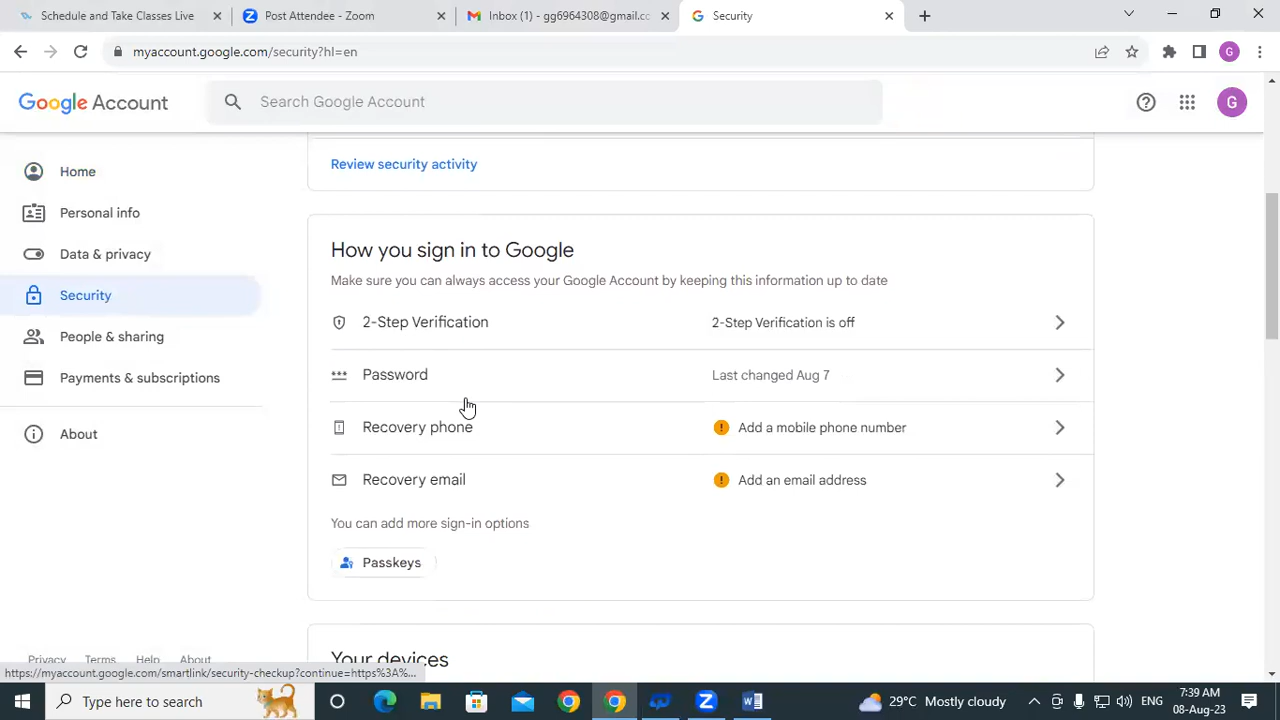 Schedule and Take Classes Live
Post Attendee - Zoom
Inbox (1) - gg6964308@gmail.cc
Security
myaccount.google.com/security?hl=en
G
Google Account
Search Google Account
G
Home
Personal info
Data & privacy
Security
People & sharing
Payments & subscriptions
About
Review security activity
How you sign in to Google
Make sure you can always access your Google Account by keeping this information up to date
2-Step Verification
2-Step Verification is off
Password
Last changed Aug 7
Recovery phone
Add a mobile phone number
Recovery email
Add an email address
You can add more sign-in options
Passkeys
Your devices
Privacy Terms Help About
https://myaccount.google.com/smartlink/security-checkup?continue=https%3A%...
Type here to search
29°C Mostly cloudy
ENG
7:39 AM
08-Aug-23